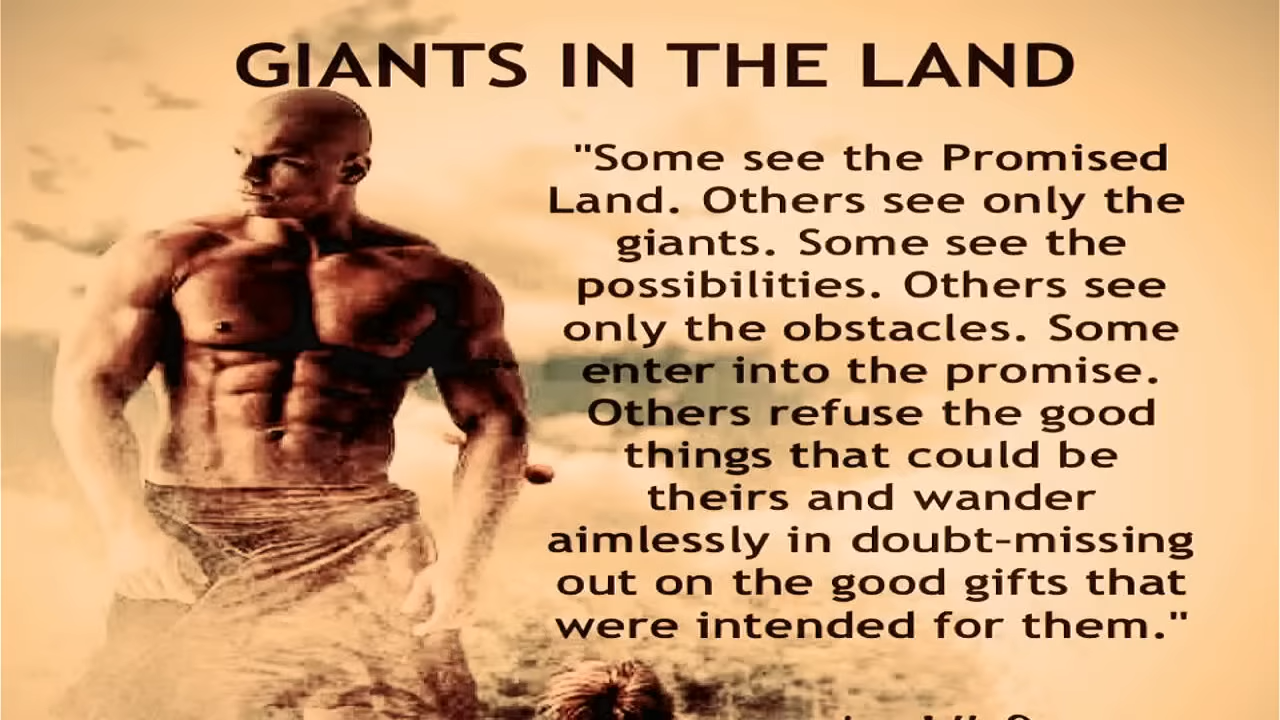 GIANTS IN THE LAND
"Some see the Promised
Land. Others see only the
giants. Some see the
possibilities. Others see
only the obstacles. Some
enter into the promise.
Others refuse the good
things that could be
theirs and wander
aimlessly in doubt-missing
out on the good gifts that
were intended for them."